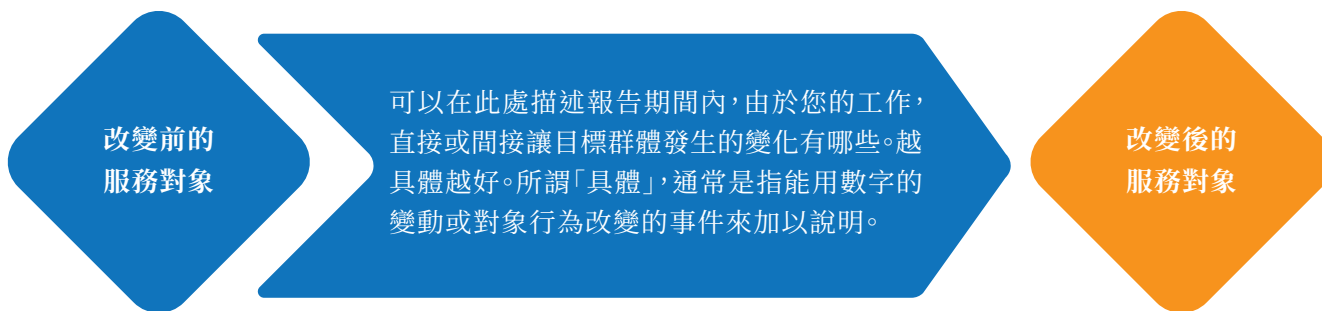 改變前的
服務對象
可以在此處描述報告期間內,由於您的工作,
直接或間接讓目標群體發生的變化有哪些。越
具體越好。所謂「具體」,通常是指能用數字的
變動或對象行為改變的事件來加以說明。
改變後的
服務對象